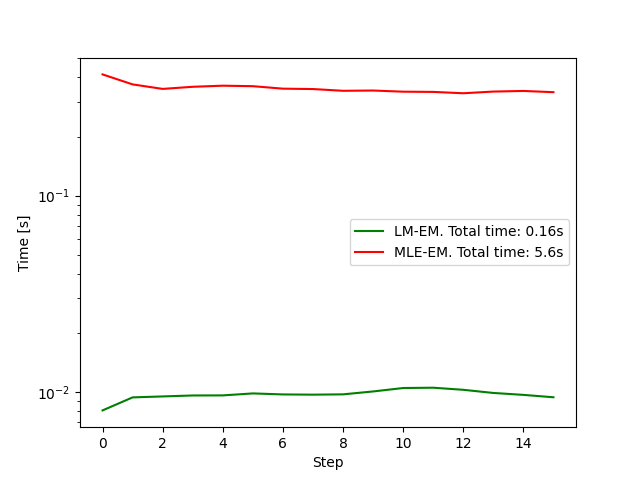 Time [s]
10⁻¹
10⁻²
LM-EM. Total time: 0.16s
MLE-EM. Total time: 5.6s
0 2 4 6 8 10 12 14
Step